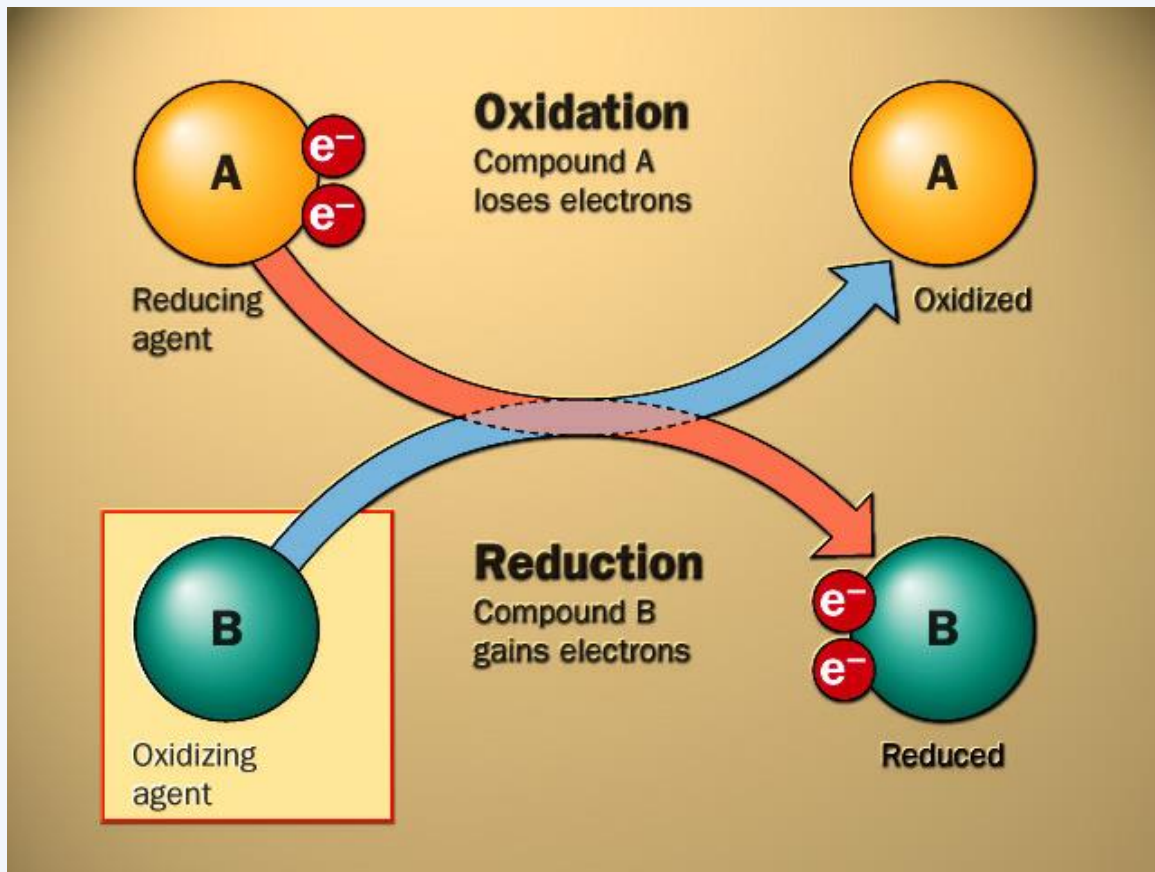 A
e⁻
e⁻
Reducing
agent
Oxidation
Compound A
loses electrons
A
Oxidized
B
Oxidizing
agent
Reduction
Compound B
gains electrons
e⁻
e⁻
B
Reduced